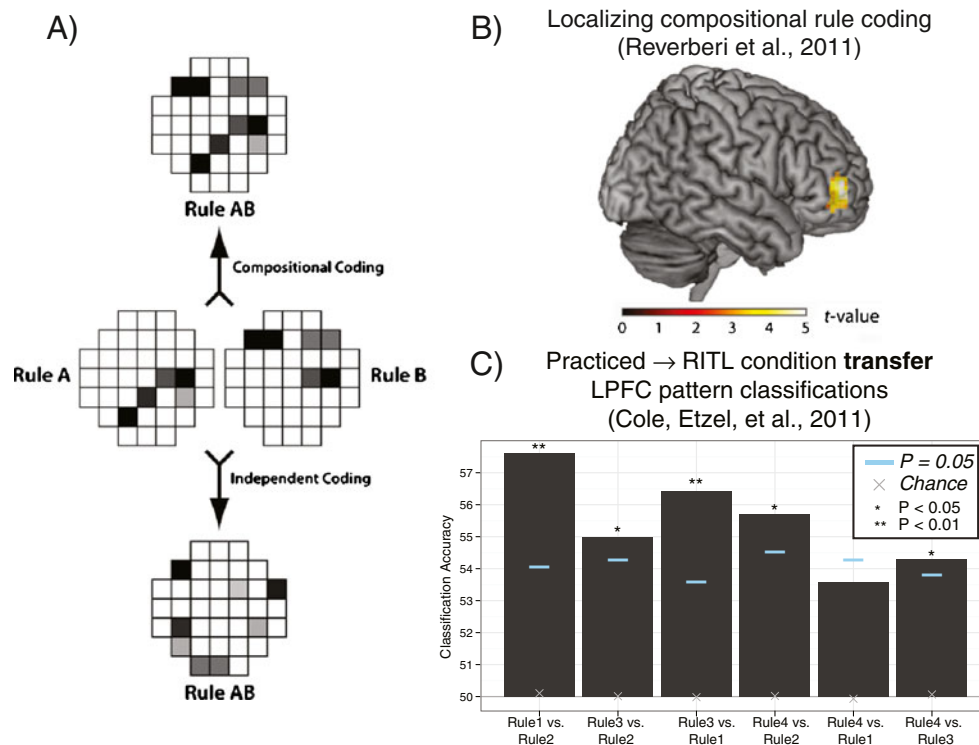 A)
Rule AB
Compositional Coding
Rule A
Rule B
Independent Coding
Rule AB
B)
Localizing compositional rule coding
(Reverberi et al., 2011)
0 1 2 3 4 5 t-value
C)
Practiced → RITL condition transfer
LPFC pattern classifications
(Cole, Etzel, et al., 2011)
Classification Accuracy
57
56
55
54
53
52
51
50
**
*
**
*
*
P = 0.05
× Chance
* P < 0.05
** P < 0.01
Rule1 vs.
Rule2
Rule3 vs.
Rule2
Rule3 vs.
Rule1
Rule4 vs.
Rule2
Rule4 vs.
Rule1
Rule4 vs.
Rule3